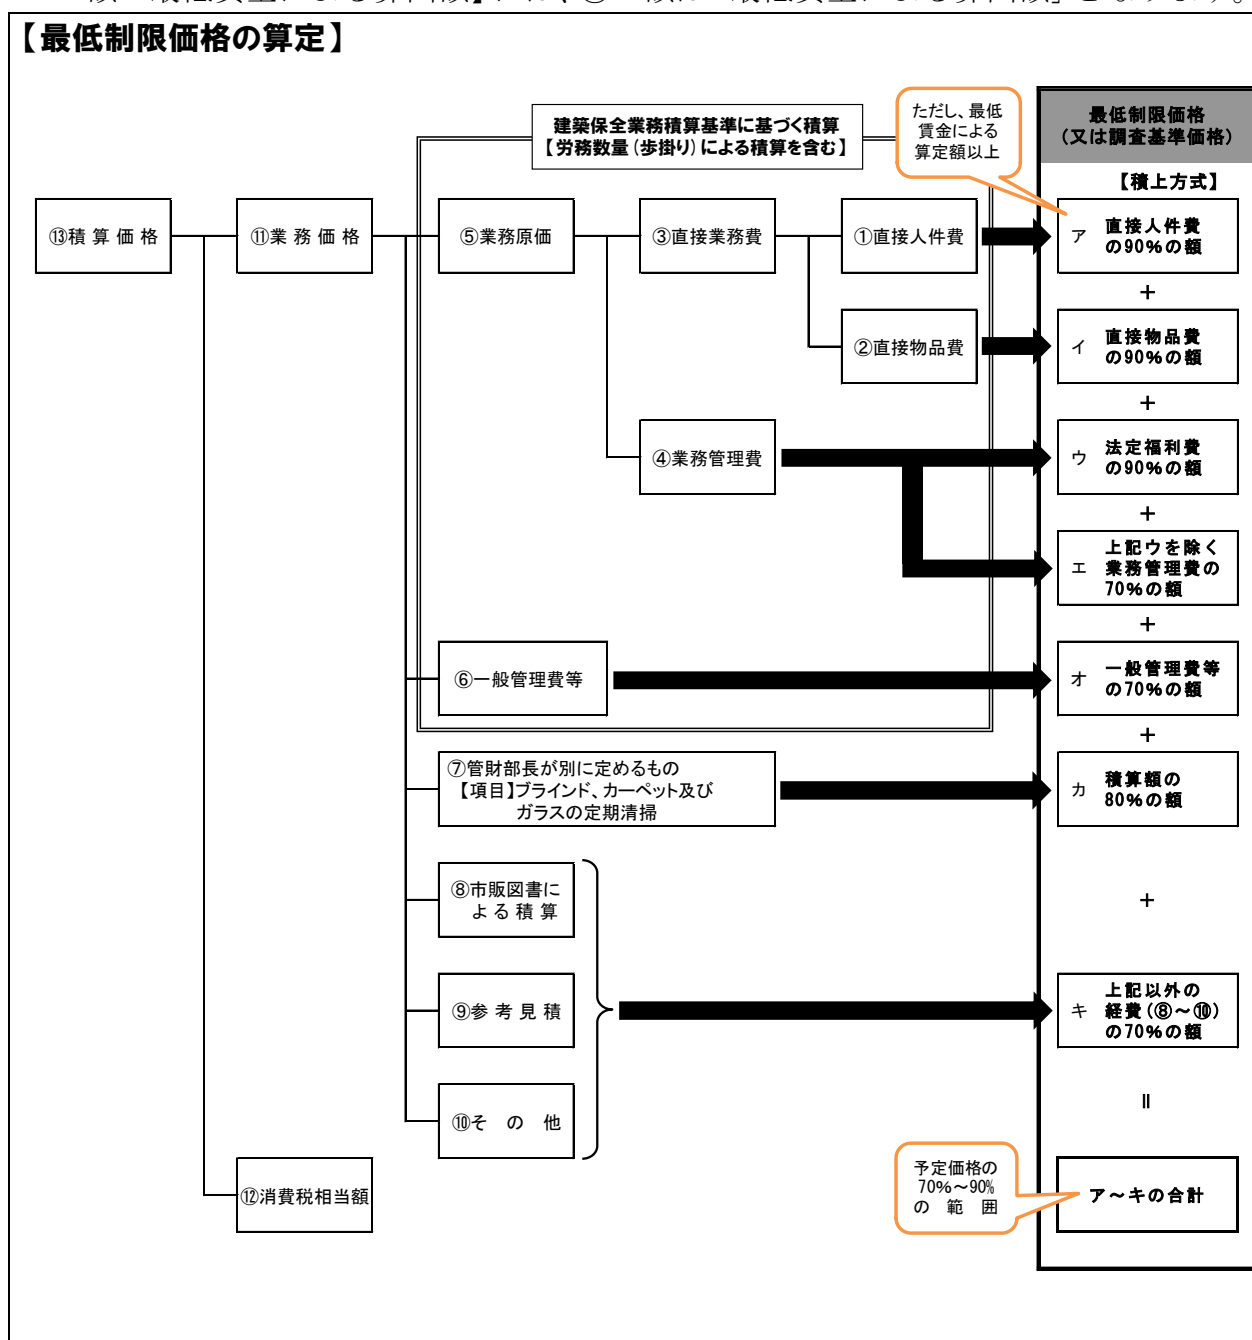 【最低制限価格の算定】
建築保全業務積算基準に基づく積算
【労務数量(歩掛り)による積算を含む】
ただし、最低
賃金による
算定額以上
最低制限価格
(又は調査基準価格)
【積上方式】
⑬積算価格
⑪業務価格
⑤業務原価
③直接業務費
①直接人件費
ア 直接人件費
の90%の額
+
②直接物品費
イ 直接物品費
の90%の額
+
④業務管理費
ウ 法定福利費
の90%の額
+
エ 上記ウを除く
業務管理費の
70%の額
+
⑥一般管理費等
オ 一般管理費等
の70%の額
+
⑦管財部長が別に定めるもの
【項目】ブラインド、カーペット及び
ガラスの定期清掃
カ 積算額の
80%の額
+
⑧市販図書に
よる積算
⑨参考見積
キ 上記以外の
経費(⑧~⑩)
の70%の額
⑩その他
=
⑫消費税相当額
予定価格の
70%~90%
の範囲
ア~キの合計